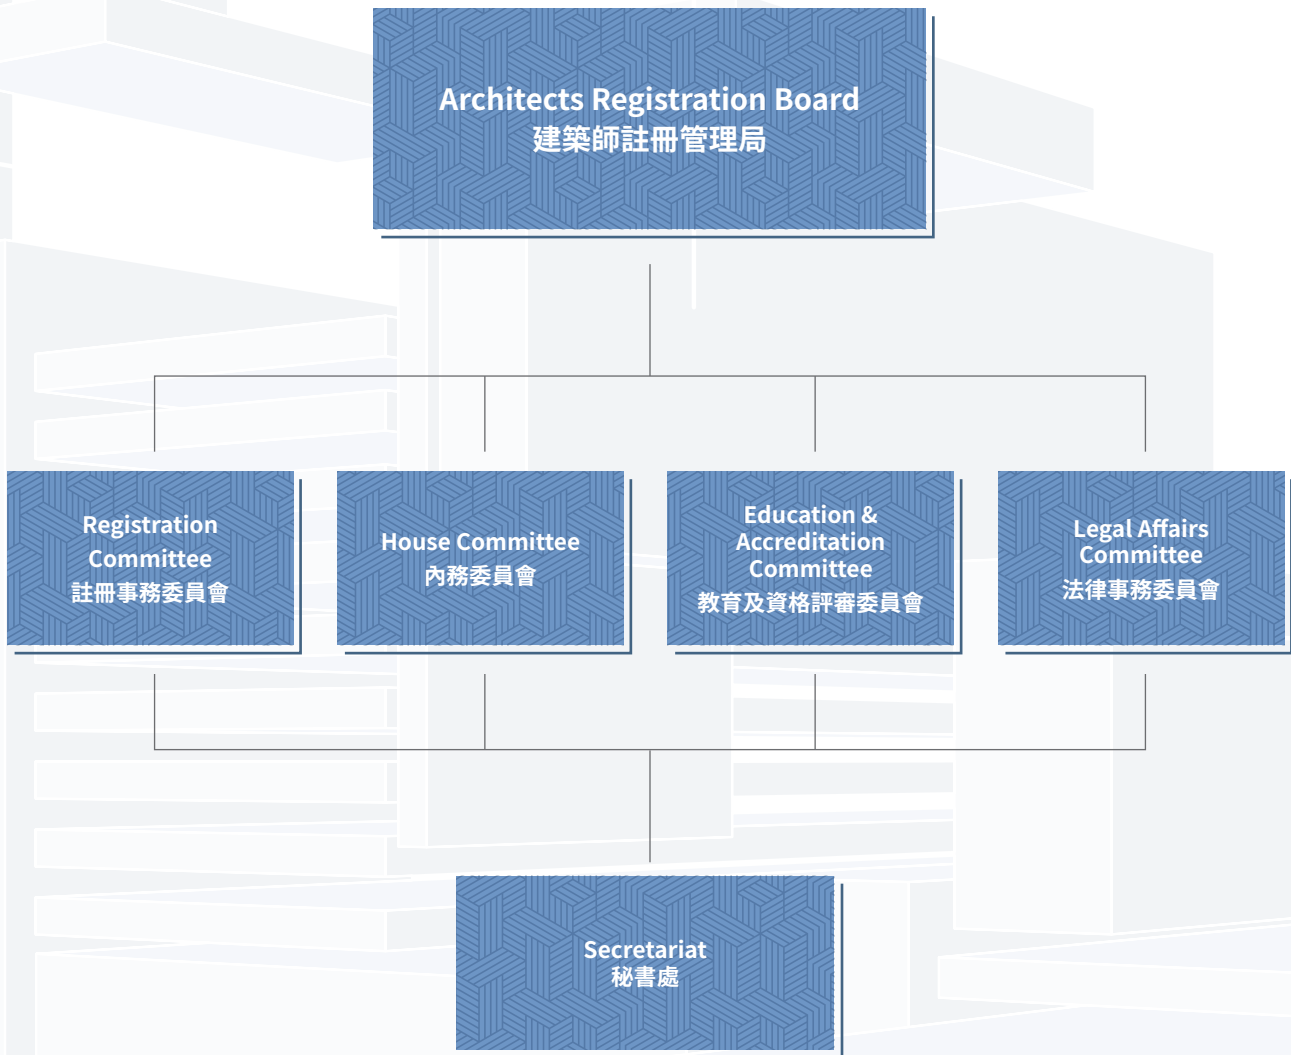 Architects Registration Board
建築師註冊管理局
Registration
Committee
註冊事務委員會
House Committee
內務委員會
Education &
Accreditation
Committee
教育及資格評審委員會
Legal Affairs
Committee
法律事務委員會
Secretariat
秘書處